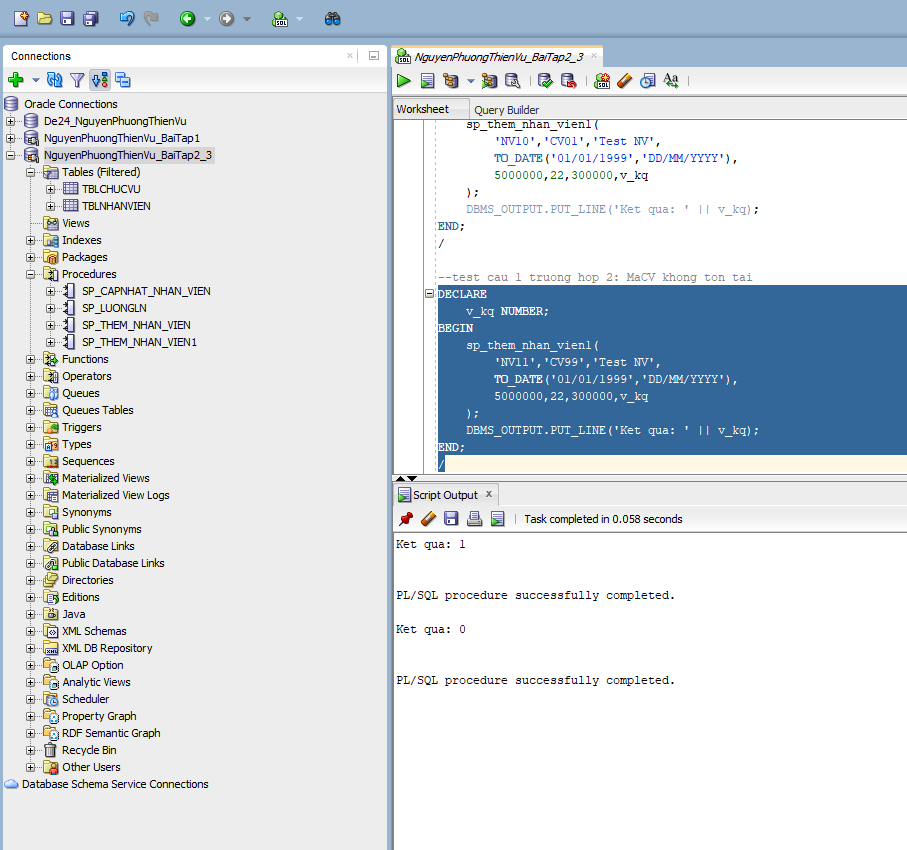 Connections
Oracle Connections
De24_NguyenPhuongThienVu
NguyenPhuongThienVu_BaiTap1
NguyenPhuongThienVu_BaiTap2_3
Tables (Filtered)
TBLCHUCVU
TBLNHANVIEN
Views
Indexes
Packages
Procedures
SP_CAPNHAT_NHAN_VIEN
SP_LUONGLN
SP_THEM_NHAN_VIEN
SP_THEM_NHAN_VIEN1
Functions
Operators
Queues
Queues Tables
Triggers
Types
Sequences
Materialized Views
Materialized View Logs
Synonyms
Public Synonyms
Database Links
Public Database Links
Directories
Editions
Java
XML Schemas
XML DB Repository
OLAP Option
Analytic Views
Scheduler
Property Graph
RDF Semantic Graph
Recycle Bin
Other Users
Database Schema Service Connections
NguyenPhuongThienVu_BaiTap2_3
Worksheet Query Builder
sp_them_nhan_vien1(
'NV10','CV01','Test NV',
TO_DATE('01/01/1999','DD/MM/YYYY'),
5000000,22,300000,v_kq
);
DBMS_OUTPUT.PUT_LINE('Ket qua: ' || v_kq);
END;
/
--test cau 1 truong hop 2: MaCV khong ton tai
DECLARE
v_kq NUMBER;
BEGIN
sp_them_nhan_vien1(
'NV11','CV99','Test NV',
TO_DATE('01/01/1999','DD/MM/YYYY'),
5000000,22,300000,v_kq
);
DBMS_OUTPUT.PUT_LINE('Ket qua: ' || v_kq);
END;
/
Script Output
Task completed in 0.058 seconds
Ket qua: 1
PL/SQL procedure successfully completed.
Ket qua: 0
PL/SQL procedure successfully completed.